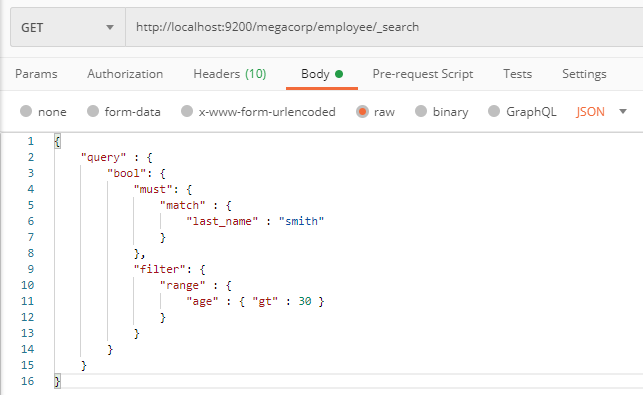 GET http://localhost:9200/megacorp/employee/_search
Params Authorization Headers (10) Body Pre-request Script Tests Settings
none form-data x-www-form-urlencoded raw binary GraphQL JSON
1 {
2     "query" : {
3         "bool": {
4             "must": {
5                 "match" : {
6                     "last_name" : "smith"
7                 }
8             },
9             "filter": {
10                 "range" : {
11                     "age" : { "gt" : 30 }
12                 }
13             }
14         }
15     }
16 }